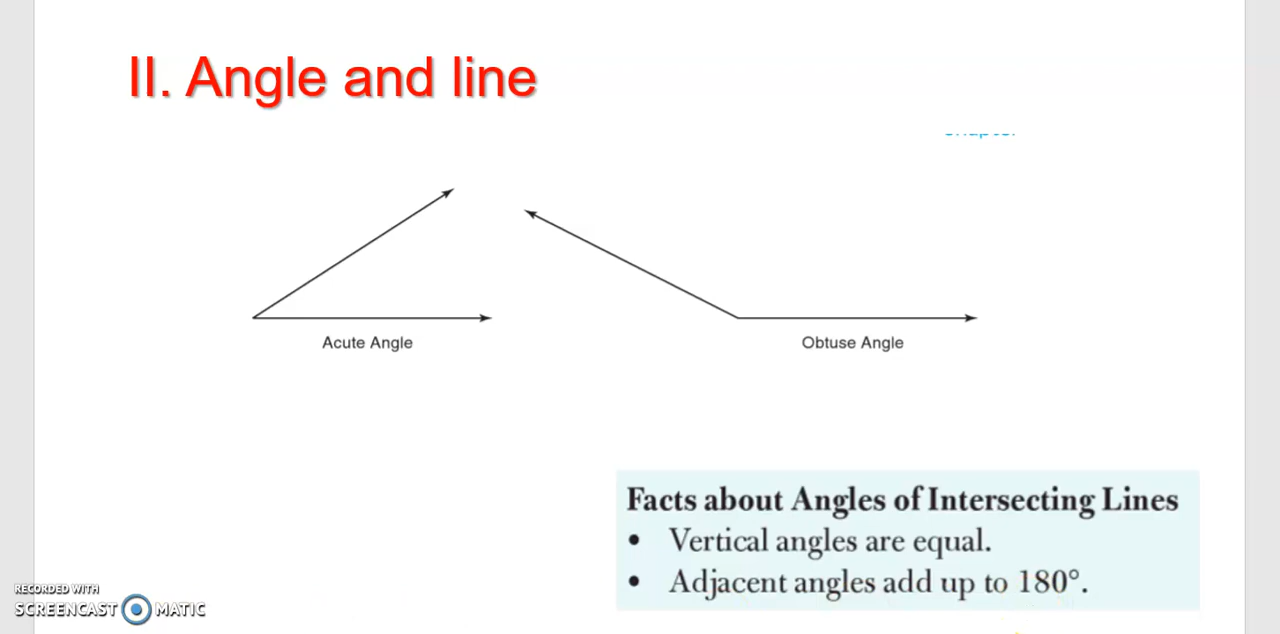 II. Angle and line
Acute Angle
Obtuse Angle
Facts about Angles of Intersecting Lines
• Vertical angles are equal.
• Adjacent angles add up to 180°.
RECORDED WITH
SCREENCAST MATIC